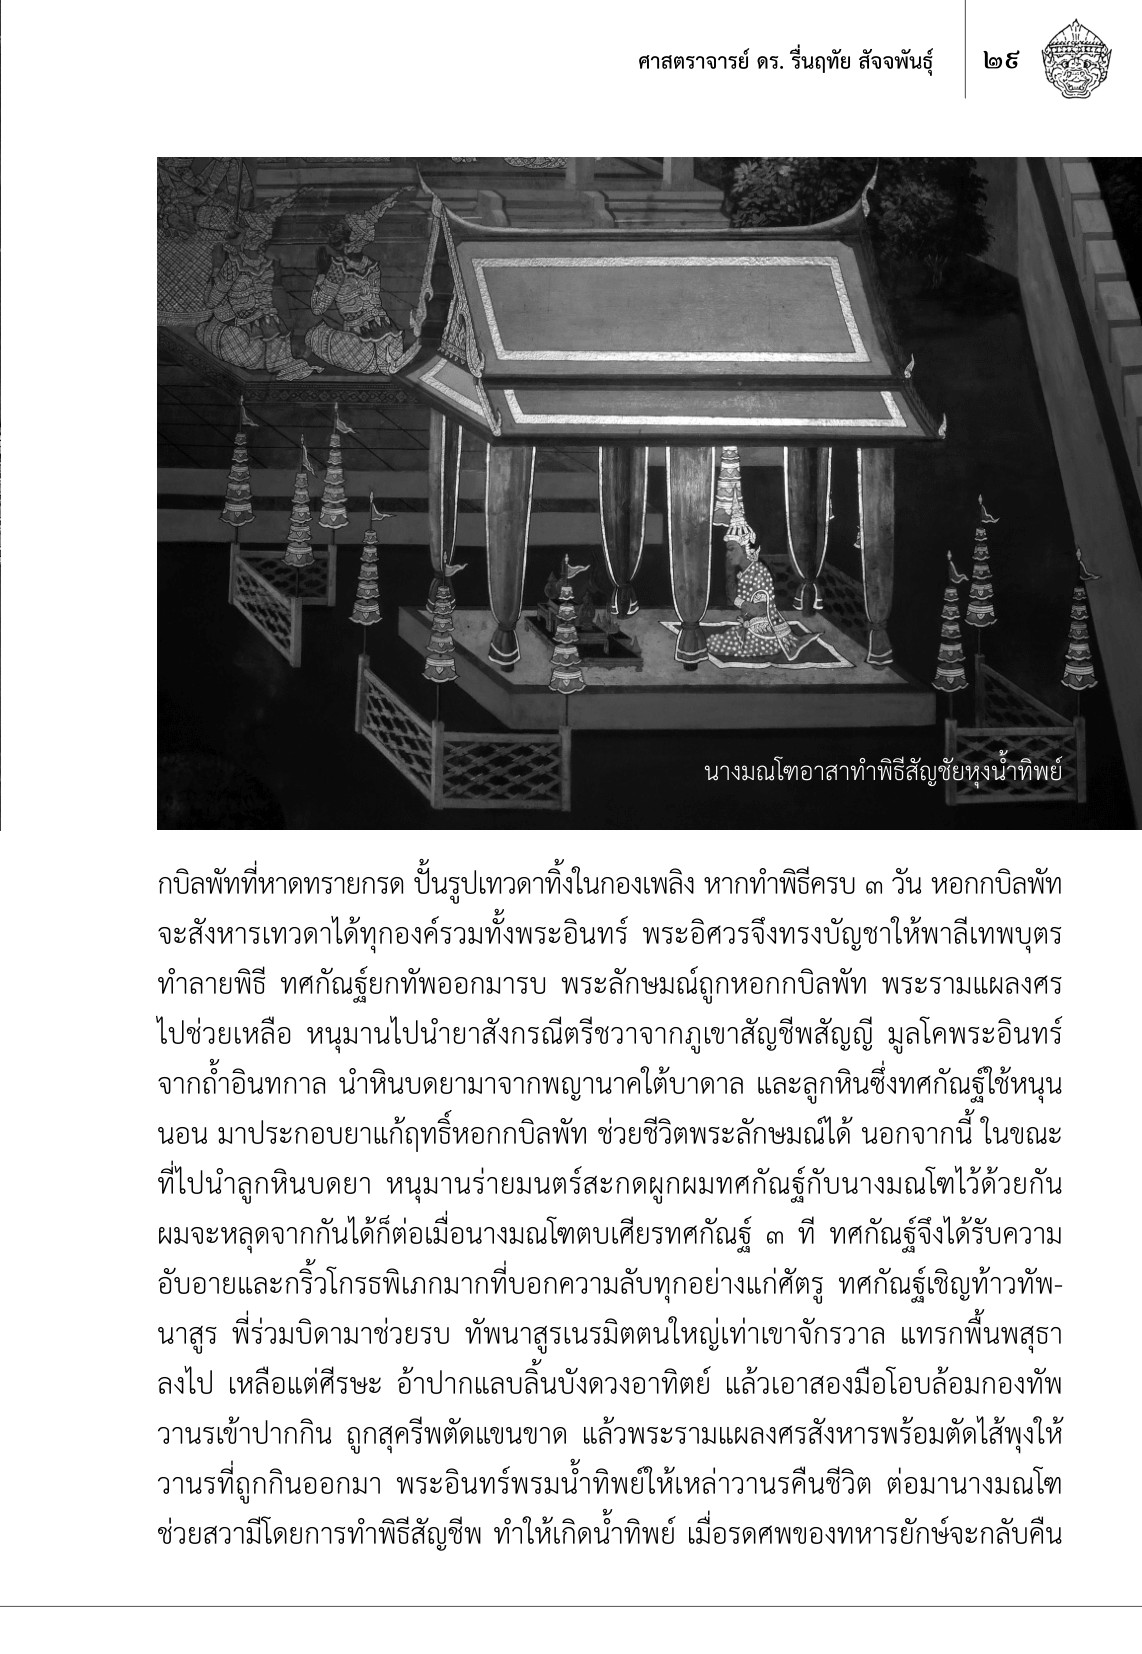 ศาสตราจารย์ ดร. รื่นฤทัย สัจจพันธุ์ ๒๙
นางมณโฑอาสาทำพิธีสัญชัยหุงน้ำทิพย์
กบิลพัทที่หาดทรายกรด ปั้นรูปเทวดาทิ้งในกองเพลิง หากทำพิธีครบ ๓ วัน หอกกบิลพัท
จะสังหารเทวดาได้ทุกองค์รวมทั้งพระอินทร์ พระอิศวรจึงทรงบัญชาให้พาลีเทพบุตร
ทำลายพิธี ทศกัณฐ์ยกทัพออกมารบ พระลักษมณ์ถูกหอกกบิลพัท พระรามแผลงศร
ไปช่วยเหลือ หนุมานไปนำยาสังกรณีตรีชวาจากภูเขาสัญชีพสัญญี มูลโคพระอินทร์
จากถ้ำอินทกาล นำหินบดยามาจากพญานาคใต้บาดาล และลูกหินซึ่งทศกัณฐ์ใช้หนุน
นอน มาประกอบยาแก้ฤทธิ์หอกกบิลพัท ช่วยชีวิตพระลักษมณ์ได้ นอกจากนี้ ในขณะ
ที่ไปนำลูกหินบดยา หนุมานร่ายมนตร์สะกดผูกผมทศกัณฐ์กับนางมณโฑไว้ด้วยกัน
ผมจะหลุดจากกันได้ก็ต่อเมื่อนางมณโฑตบเศียรทศกัณฐ์ ๓ ที ทศกัณฐ์จึงได้รับความ
อับอายและกริ้วโกรธพิเภกมากที่บอกความลับทุกอย่างแก่ศัตรู ทศกัณฐ์เชิญท้าวทัพ-
นาสูร พี่ร่วมบิดามาช่วยรบ ทัพนาสูรเนรมิตตนใหญ่เท่าเขาจักรวาล แทรกพื้นพสุธา
ลงไป เหลือแต่ศีรษะ อ้าปากแลบลิ้นบังดวงอาทิตย์ แล้วเอาสองมือโอบล้อมกองทัพ
วานรเข้าปากกิน ถูกสุครีพตัดแขนขาด แล้วพระรามแผลงศรสังหารพร้อมตัดไส้พุงให้
วานรที่ถูกกินออกมา พระอินทร์พรมน้ำทิพย์ให้เหล่าวานรคืนชีวิต ต่อมานางมณโฑ
ช่วยสวามีโดยการทำพิธีสัญชีพ ทำให้เกิดน้ำทิพย์ เมื่อรดศพของทหารยักษ์จะกลับคืน